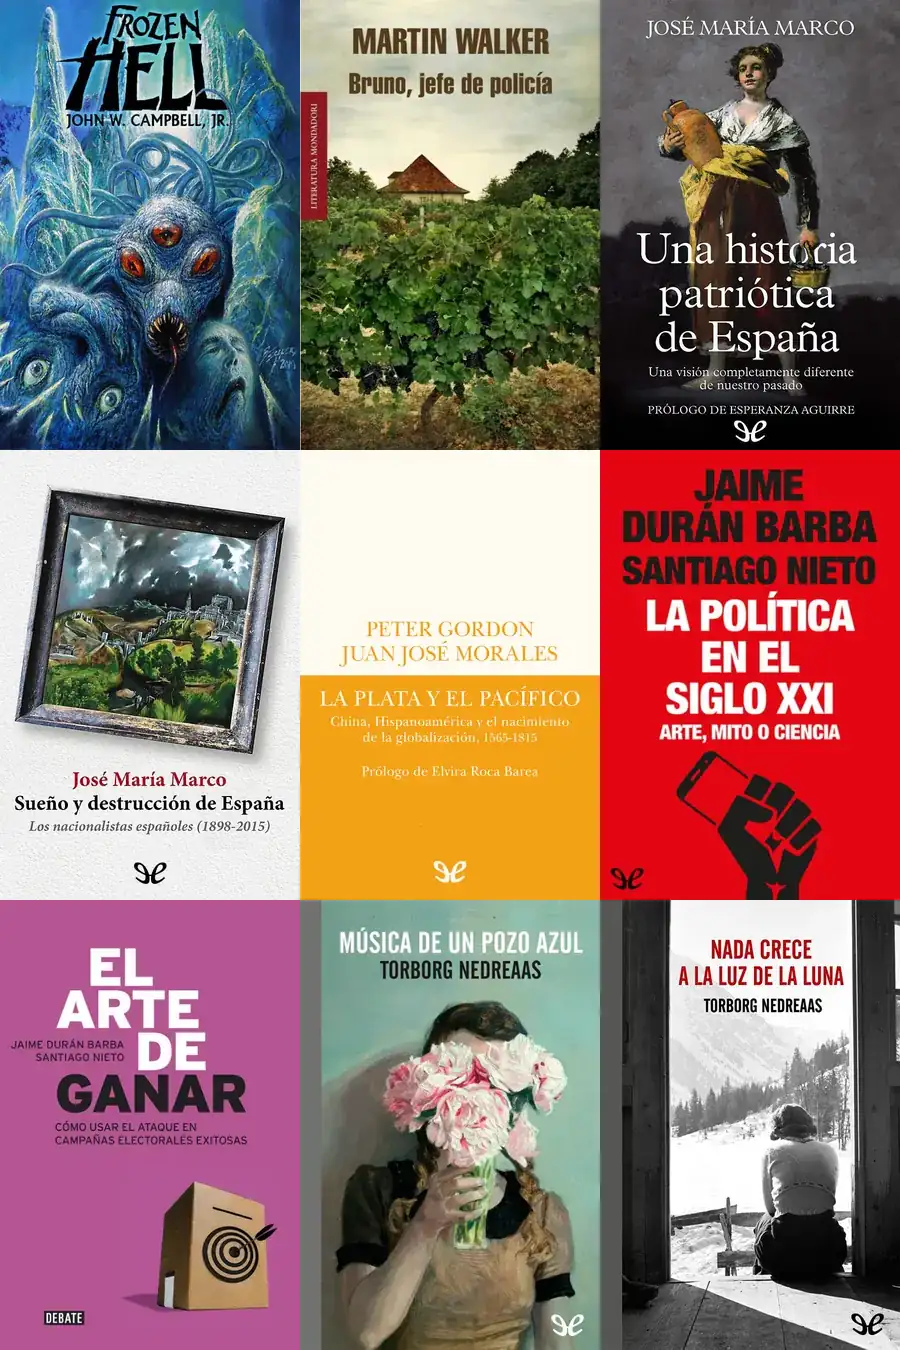 FROZEN
HELL
JOHN W. CAMPBELL, JR.
MARTIN WALKER
Bruno, jefe de policía
LITERATURA MONDADORI
JOSÉ MARÍA MARCO
Una historia
patriótica
de España
Una visión completamente diferente
de nuestro pasado
PRÓLOGO DE ESPERANZA AGUIRRE
José María Marco
Sueño y destrucción de España
Los nacionalistas españoles (1898-2015)
PETER GORDON
JUAN JOSÉ MORALES
LA PLATA Y EL PACÍFICO
China, Hispanoamérica y el nacimiento
de la globalización, 1565-1815
Prólogo de Elvira Roca Barea
JAIME
DURÁN BARBA
SANTIAGO NIETO
LA POLÍTICA
EN EL
SIGLO XXI
ARTE, MITO O CIENCIA
EL
ARTE
DE
GANAR
JAIME DURÁN BARBA
SANTIAGO NIETO
CÓMO USAR EL ATAQUE EN
CAMPAÑAS ELECTORALES EXITOSAS
DEBATE
MÚSICA DE UN POZO AZUL
TORBORG NEDREAAS
NADA CRECE
A LA LUZ DE LA LUNA
TORBORG NEDREAAS